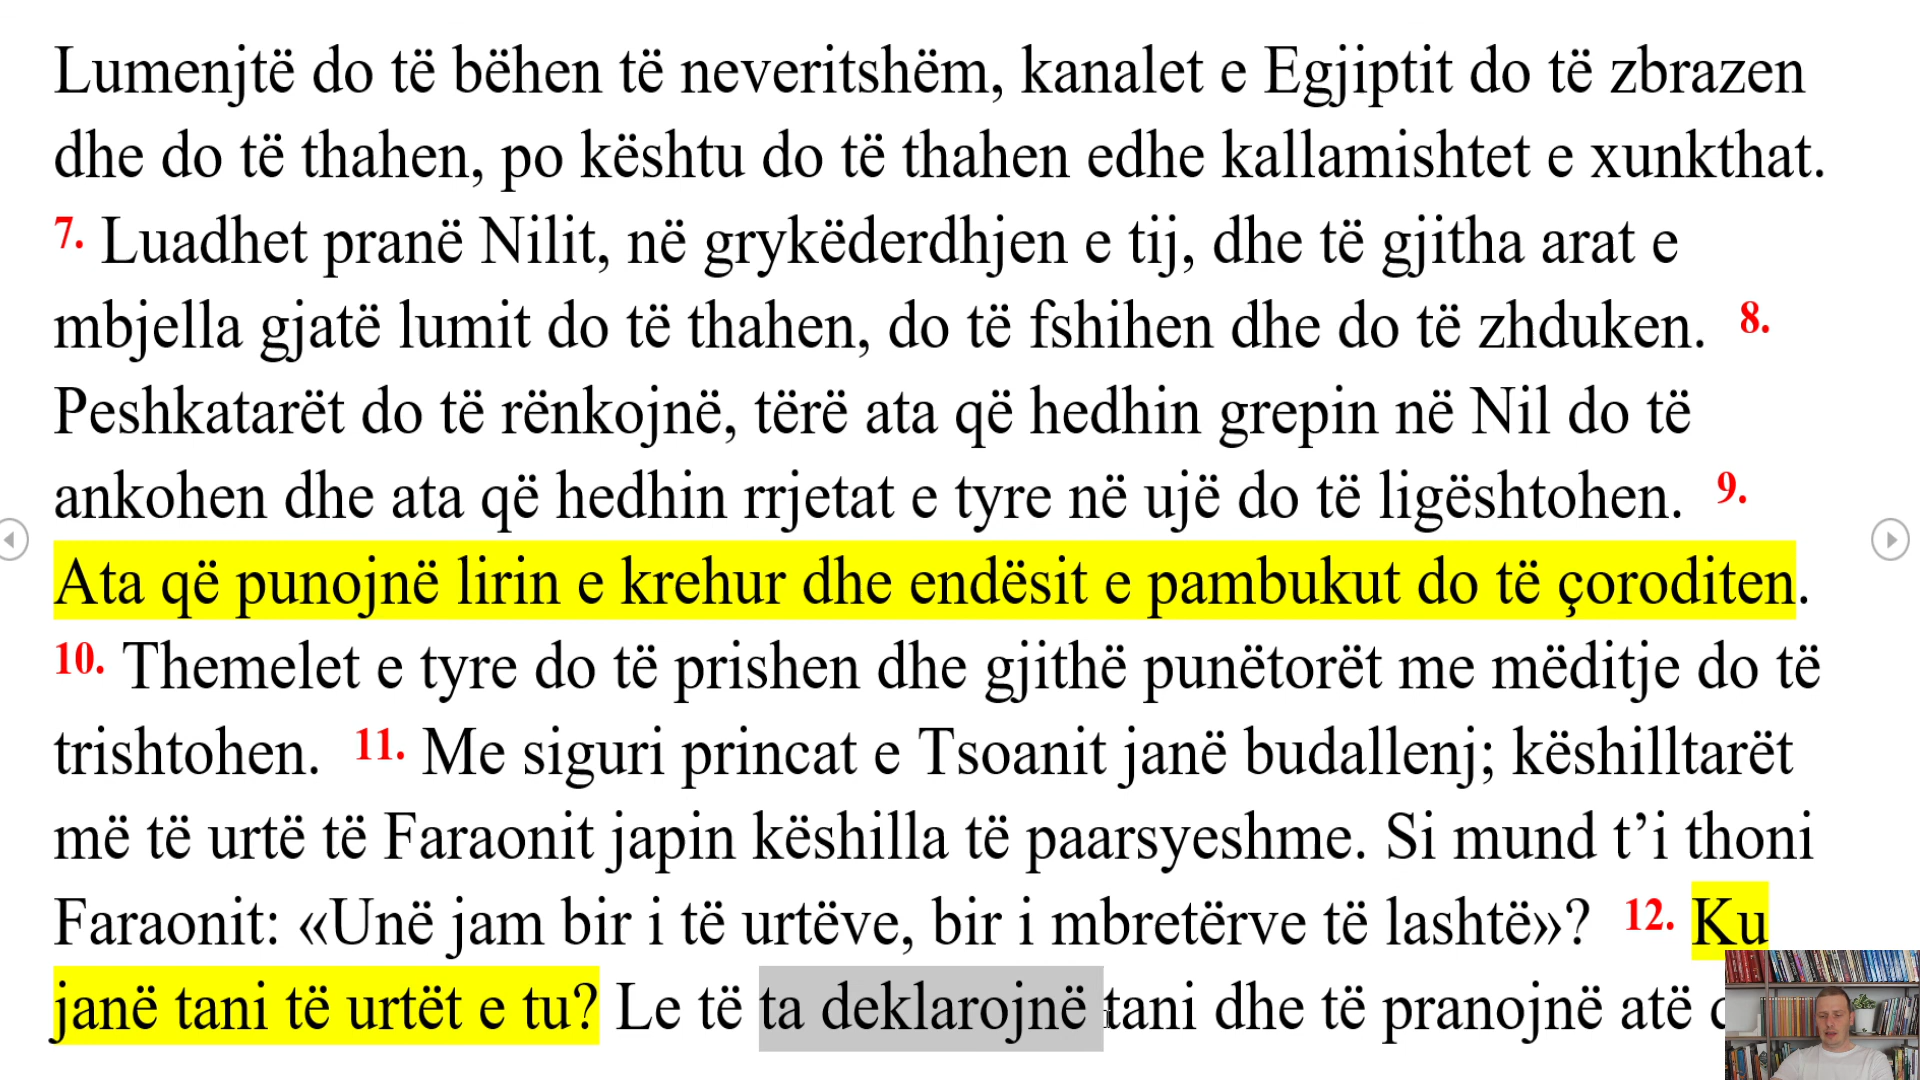 Lumenjtë do të bëhen të neveritshëm, kanalet e Egjiptit do të zbrazen
dhe do të thahen, po kështu do të thahen edhe kallamishtet e xunkthat.
7. Luadhet pranë Nilit, në grykëderdhjen e tij, dhe të gjitha arat e
mbjella gjatë lumit do të thahen, do të fshihen dhe do të zhduken. 8.
Peshkatarët do të rënkojnë, tërë ata që hedhin grepin në Nil do të
ankohen dhe ata që hedhin rrjetat e tyre në ujë do të ligështohen. 9.
Ata që punojnë lirin e krehur dhe endësit e pambukut do të çoroditen.
10. Themelet e tyre do të prishen dhe gjithë punëtorët me mëditje do të
trishtohen. 11. Me siguri princat e Tsoanit janë budallenj; këshilltarët
më të urtë të Faraonit japin këshilla të paarsyeshme. Si mund t’i thoni
Faraonit: «Unë jam bir i të urtëve, bir i mbretërve të lashtë»? 12. Ku
janë tani të urtët e tu? Le të ta deklarojnë tani dhe të pranojnë atë